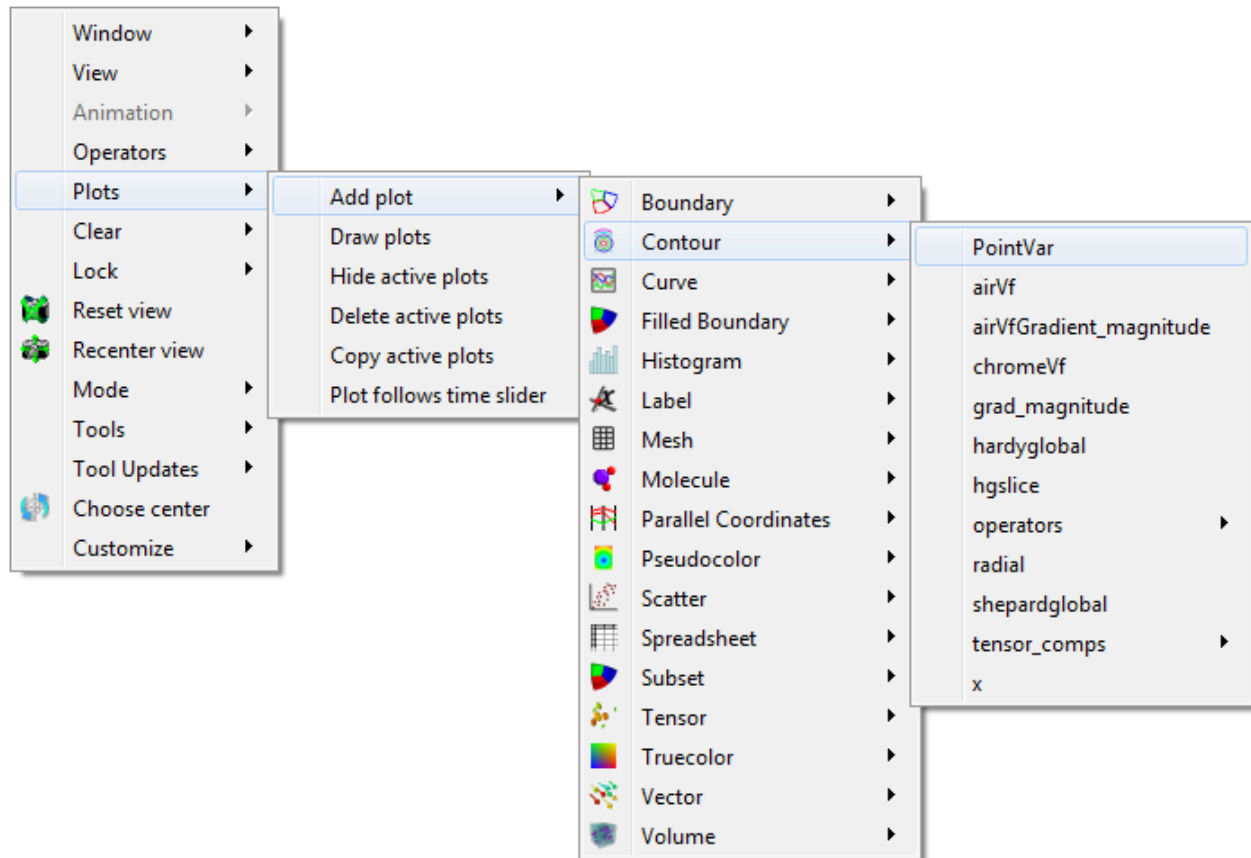 Window
View
Animation
Operators
Plots
Clear
Lock
Reset view
Recenter view
Mode
Tools
Tool Updates
Choose center
Customize
Add plot
Draw plots
Hide active plots
Delete active plots
Copy active plots
Plot follows time slider
Boundary
Contour
Curve
Filled Boundary
Histogram
Label
Mesh
Molecule
Parallel Coordinates
Pseudocolor
Scatter
Spreadsheet
Subset
Tensor
Truecolor
Vector
Volume
PointVar
airVf
airVfGradient_magnitude
chromeVf
grad_magnitude
hardyglobal
hgslice
operators
radial
shepardglobal
tensor_comps
x